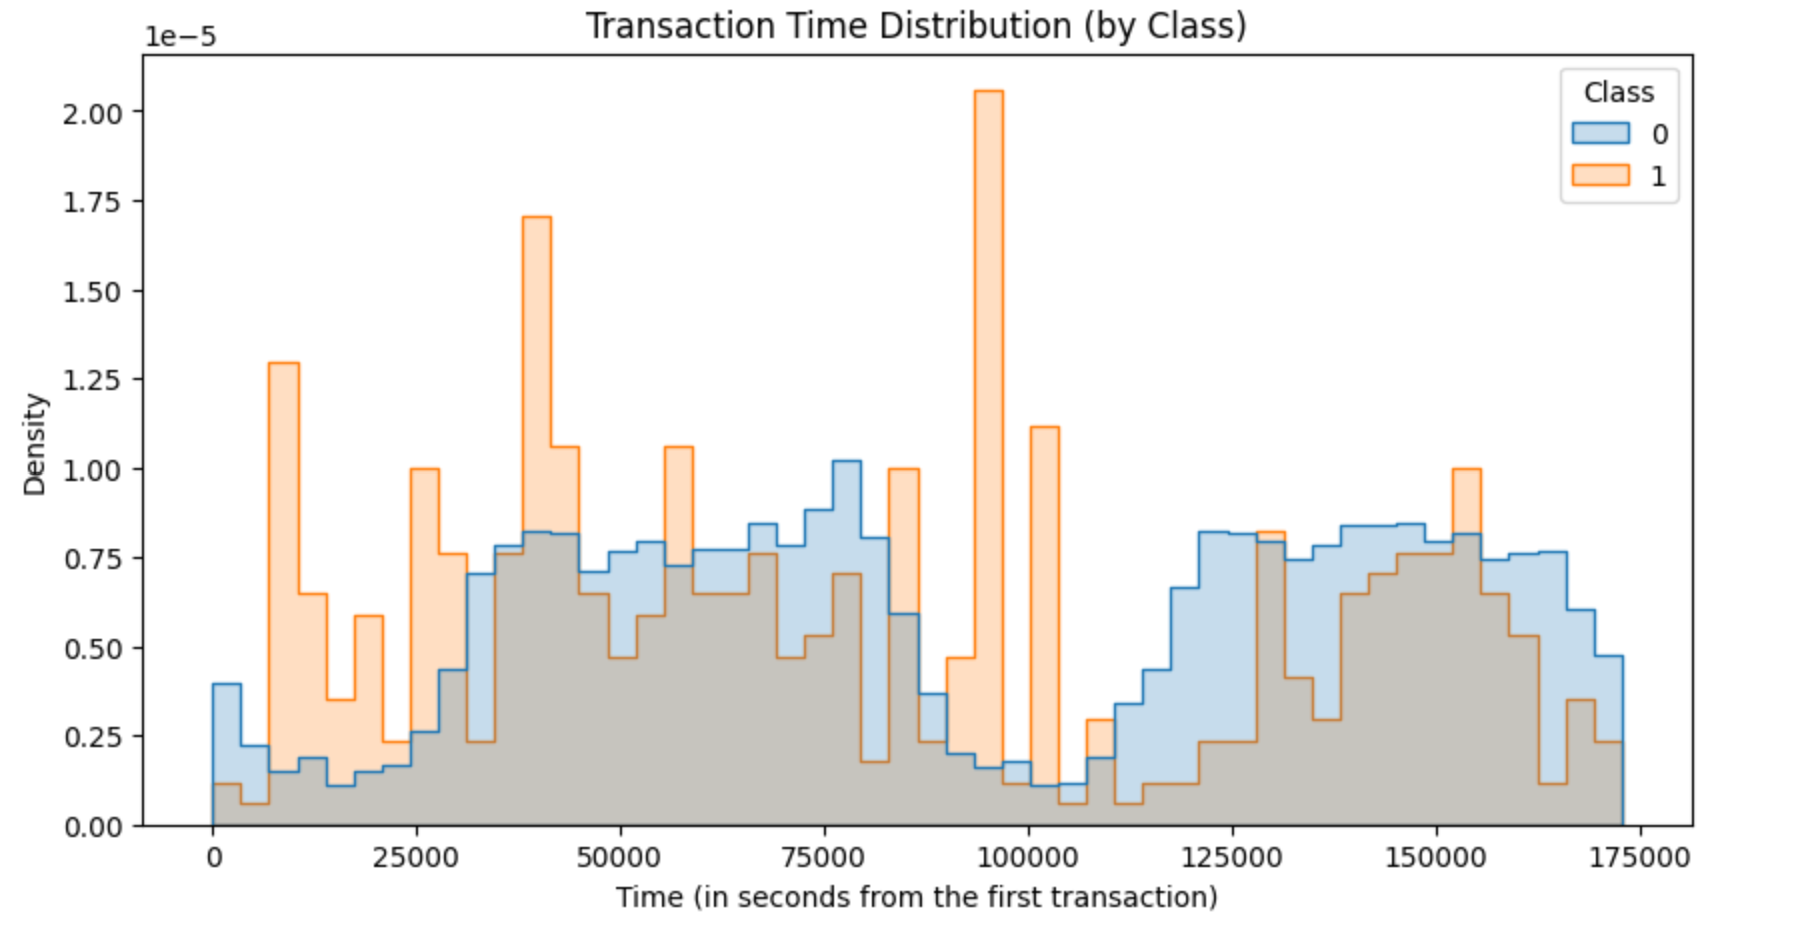 Transaction Time Distribution (by Class)
1e−5
Class
0
1
2.00
1.75
1.50
1.25
1.00
0.75
0.50
0.25
0.00
Density
0 25000 50000 75000 100000 125000 150000 175000
Time (in seconds from the first transaction)